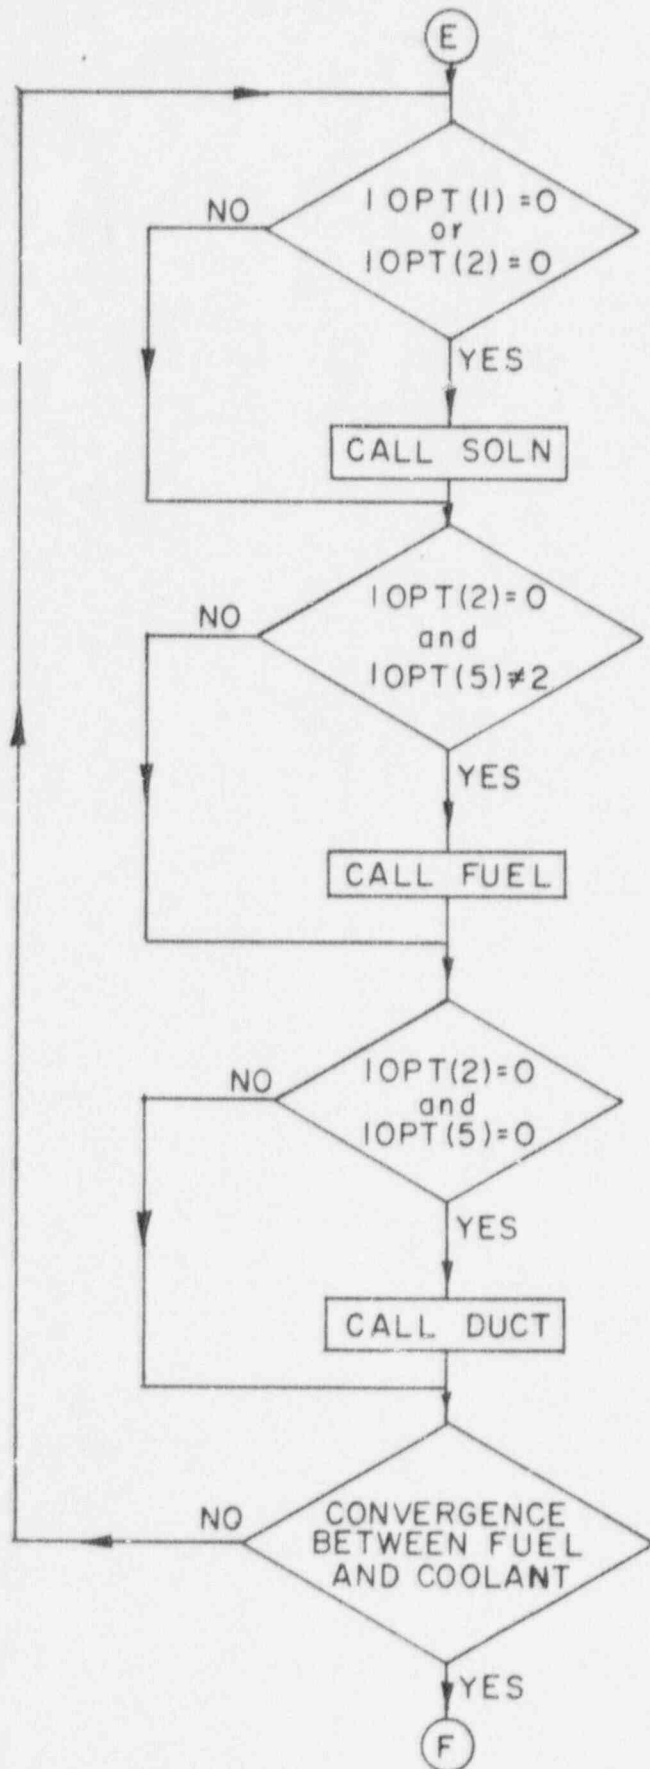 E
IOPT(1)=0
or
IOPT(2)=0
NO
YES
CALL SOLN
IOPT(2)=0
and
IOPT(5)≠2
NO
YES
CALL FUEL
IOPT(2)=0
and
IOPT(5)=0
NO
YES
CALL DUCT
CONVERGENCE
BETWEEN FUEL
AND COOLANT
NO
YES
F